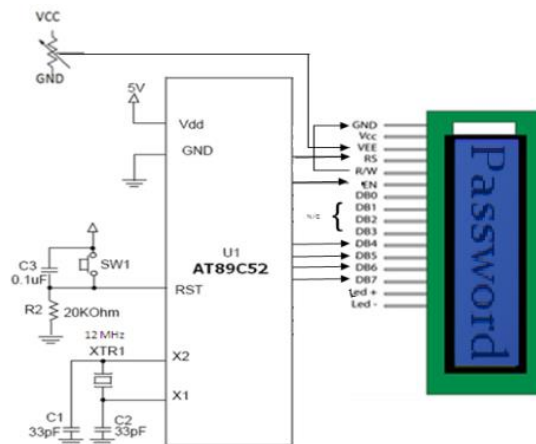 VCC
GND
5V
Vdd
GND
U1
AT89C52
C3
0.1uF
SW1
RST
R2
20KOhm
12 MHz
XTR1
X2
X1
C1
33pF
C2
33pF
GND
Vcc
VEE
RS
R/W
EN
DB0
DB1
DB2
DB3
DB4
DB5
DB6
DB7
Led +
Led -
Password